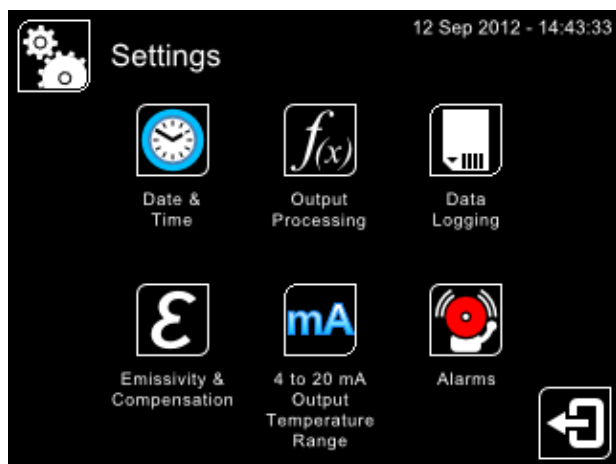 12 Sep 2012 - 14:43:33
Settings
f(x)
Date &
Time
Output
Processing
Data
Logging
ε
mA
Emissivity &
Compensation
4 to 20 mA
Output
Temperature
Range
Alarms